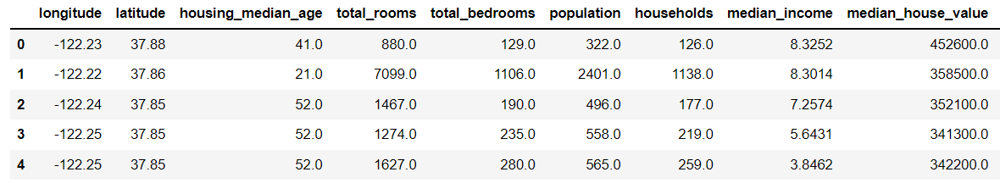 longitude latitude housing_median_age total_rooms total_bedrooms population households median_income median_house_value
0 -122.23 37.88 41.0 880.0 129.0 322.0 126.0 8.3252 452600.0
1 -122.22 37.86 21.0 7099.0 1106.0 2401.0 1138.0 8.3014 358500.0
2 -122.24 37.85 52.0 1467.0 190.0 496.0 177.0 7.2574 352100.0
3 -122.25 37.85 52.0 1274.0 235.0 558.0 219.0 5.6431 341300.0
4 -122.25 37.85 52.0 1627.0 280.0 565.0 259.0 3.8462 342200.0